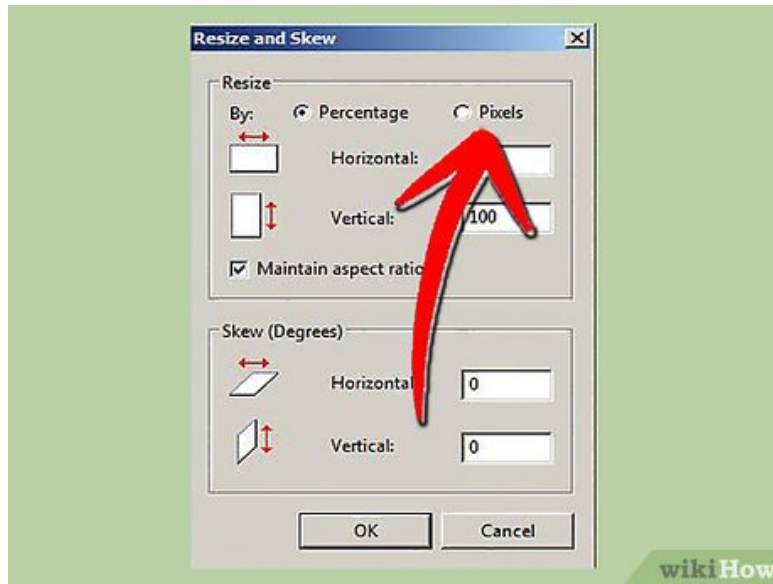 Resize and Skew
Resize
By: Percentage Pixels
Horizontal:
Vertical: 100
Maintain aspect ratio
Skew (Degrees)
Horizontal 0
Vertical: 0
OK Cancel
wikiHow